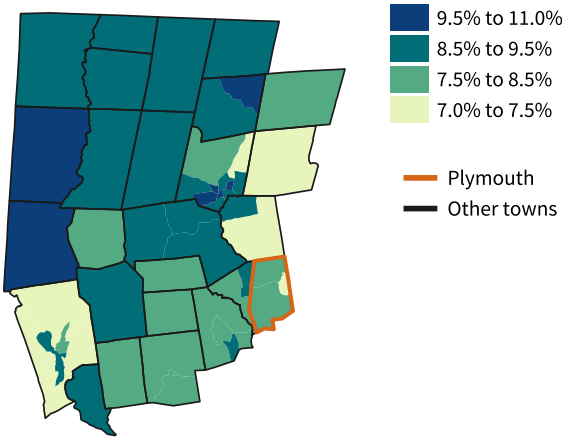 9.5% to 11.0%
8.5% to 9.5%
7.5% to 8.5%
7.0% to 7.5%
Plymouth
Other towns